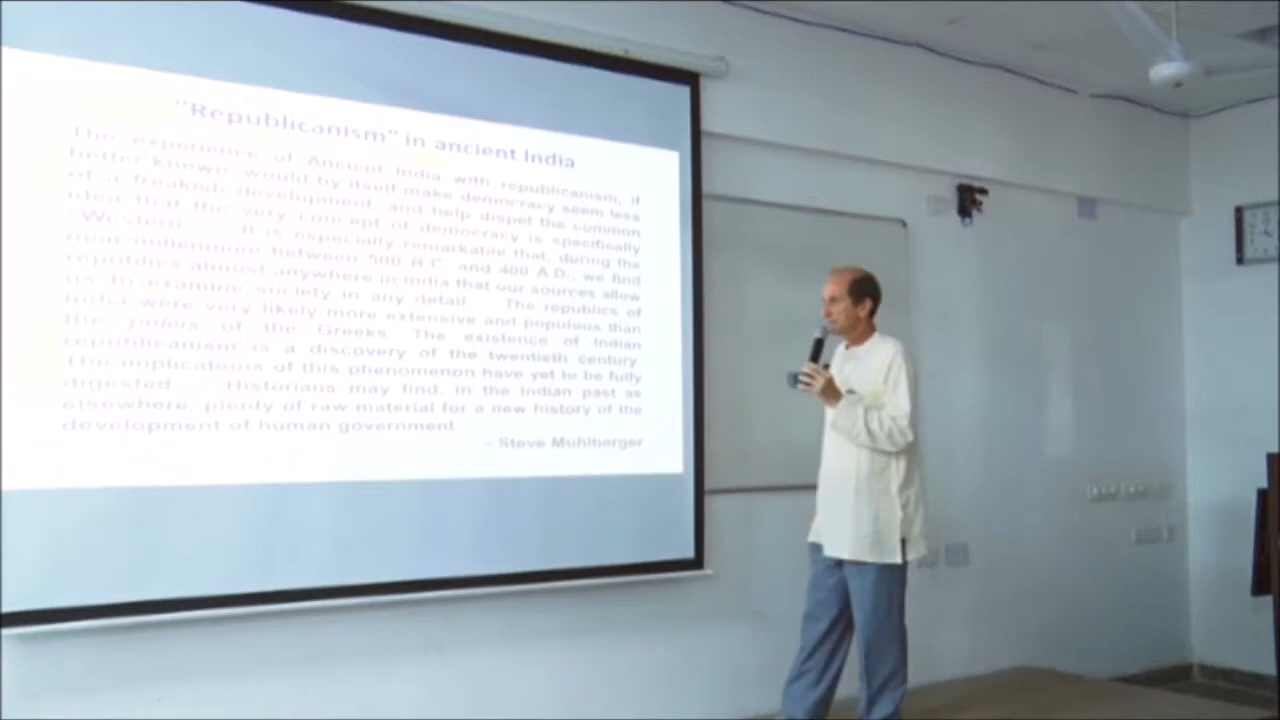 "Republicanism" in ancient India
The experience of Ancient India with republicanism, if
better known, would by itself make democracy seem less
of a freakish development, and help dispel the common
idea that the very concept of democracy is specifically
"Western" It is especially remarkable that, during the
near-millennium between 500 B.C. and 400 A.D., we find
republics almost anywhere in India that our sources allow
us to examine society in any detail. The republics of
India were very likely more extensive and populous than
the poleis of the Greeks. The existence of Indian
republicanism is a discovery of the twentieth century.
The implications of this phenomenon have yet to be fully
digested. Historians may find, in the Indian past as
elsewhere, plenty of raw material for a new history of the
development of human government.
– Steve Muhlberger